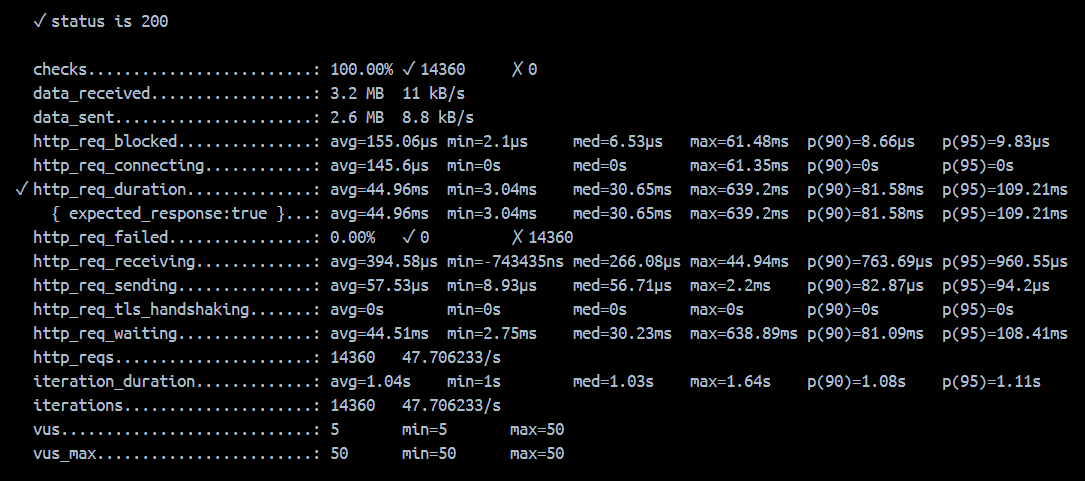 ✓ status is 200
checks.........................: 100.00% ✓ 14360 ✗ 0
data_received..................: 3.2 MB 11 kB/s
data_sent......................: 2.6 MB 8.8 kB/s
http_req_blocked...............: avg=155.06µs min=2.1µs med=6.53µs max=61.48ms p(90)=8.66µs p(95)=9.83µs
http_req_connecting............: avg=145.6µs min=0s med=0s max=61.35ms p(90)=0s p(95)=0s
✓ http_req_duration..............: avg=44.96ms min=3.04ms med=30.65ms max=639.2ms p(90)=81.58ms p(95)=109.21ms
{ expected_response:true }...: avg=44.96ms min=3.04ms med=30.65ms max=639.2ms p(90)=81.58ms p(95)=109.21ms
http_req_failed................: 0.00% ✓ 0 ✗ 14360
http_req_receiving.............: avg=394.58µs min=-743435ns med=266.08µs max=44.94ms p(90)=763.69µs p(95)=960.55µs
http_req_sending...............: avg=57.53µs min=8.93µs med=56.71µs max=2.2ms p(90)=82.87µs p(95)=94.2µs
http_req_tls_handshaking.......: avg=0s min=0s med=0s max=0s p(90)=0s p(95)=0s
http_req_waiting...............: avg=44.51ms min=2.75ms med=30.23ms max=638.89ms p(90)=81.09ms p(95)=108.41ms
http_reqs......................: 14360 47.706233/s
iteration_duration.............: avg=1.04s min=1s med=1.03s max=1.64s p(90)=1.08s p(95)=1.11s
iterations.....................: 14360 47.706233/s
vus............................: 5 min=5 max=50
vus_max........................: 50 min=50 max=50